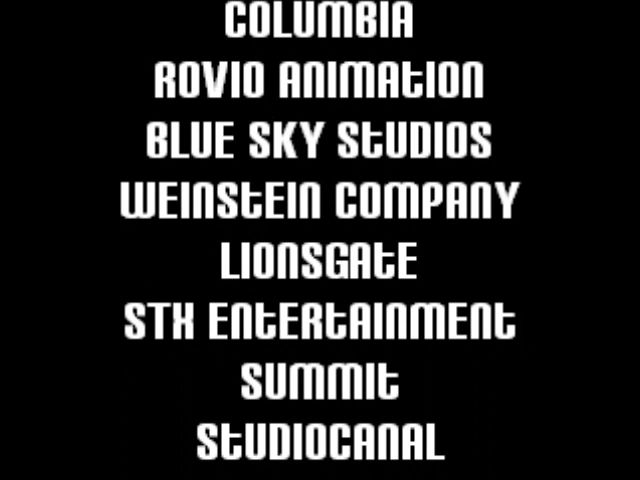 COLUMBIA
ROVIO ANIMATION
BLUE SKY STUDIOS
WEINSTEIN COMPANY
LIONSGATE
STX ENTERTAINMENT
SUMMIT
STUDIOCANAL